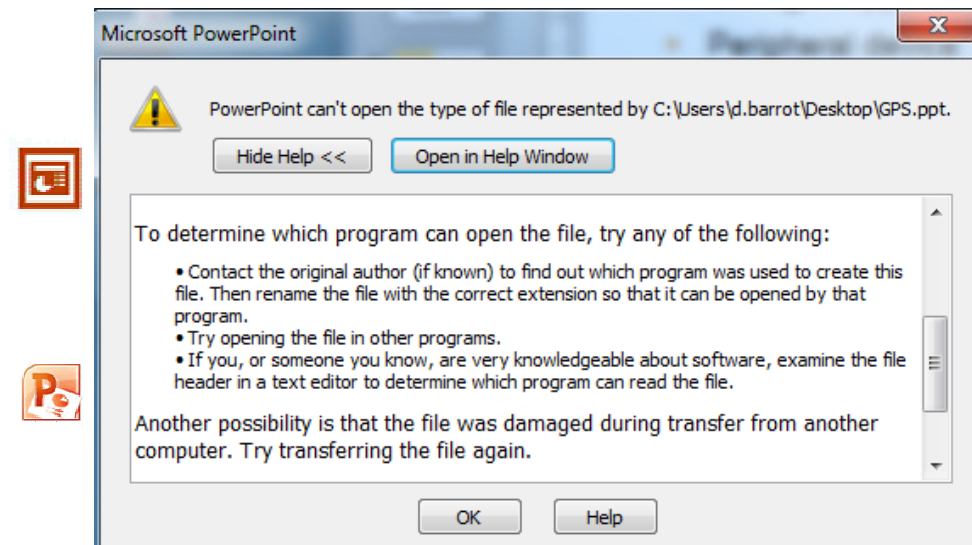 Microsoft PowerPoint
Peripheral device
PowerPoint can't open the type of file represented by C:\Users\d.barrot\Desktop\GPS.ppt.
Hide Help <<
Open in Help Window
To determine which program can open the file, try any of the following:
• Contact the original author (if known) to find out which program was used to create this
file. Then rename the file with the correct extension so that it can be opened by that
program.
• Try opening the file in other programs.
• If you, or someone you know, are very knowledgeable about software, examine the file
header in a text editor to determine which program can read the file.
Another possibility is that the file was damaged during transfer from another
computer. Try transferring the file again.
OK
Help